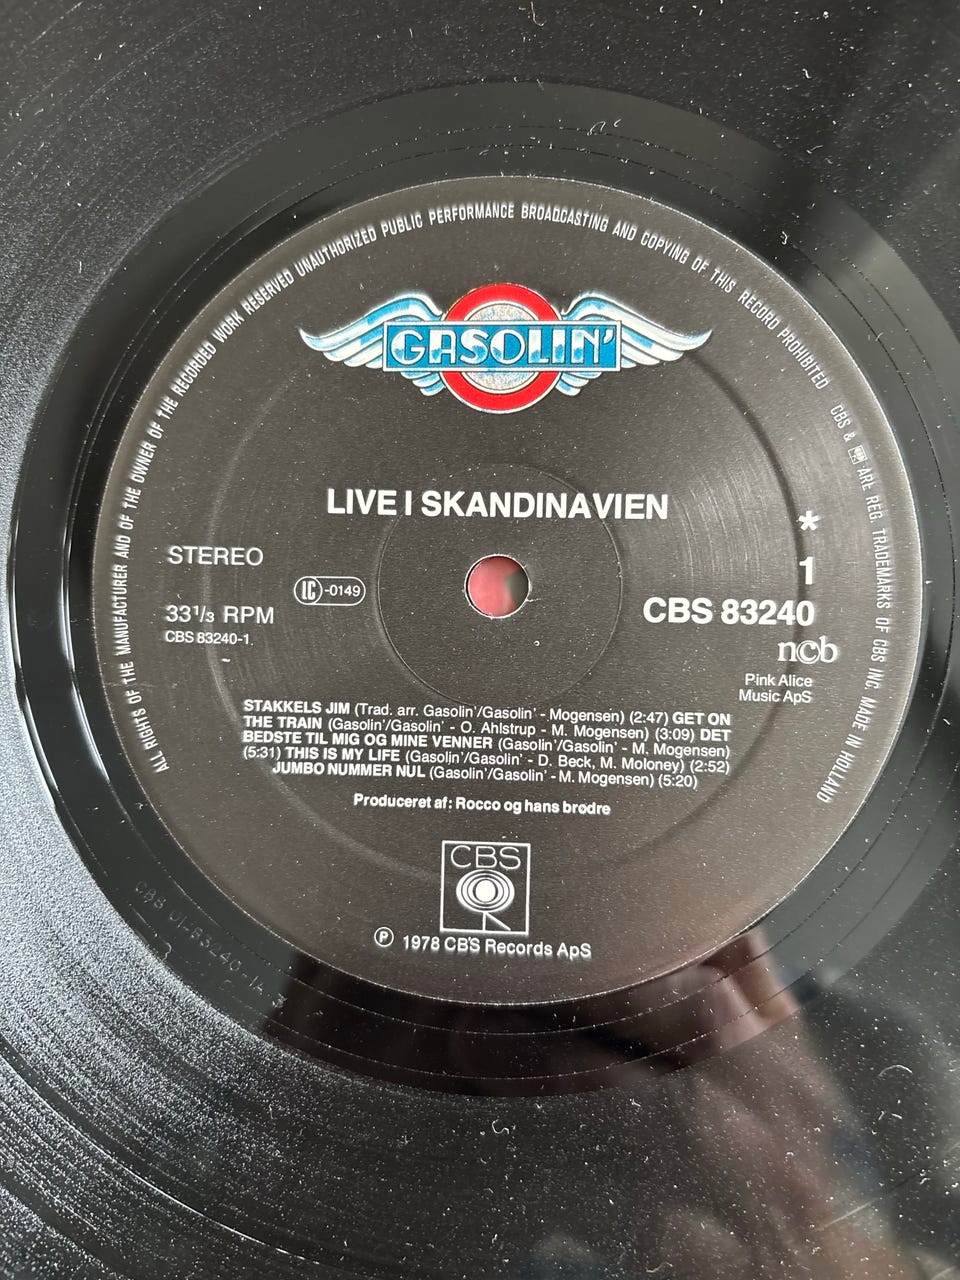 ALL RIGHTS OF THE MANUFACTURER AND OF THE OWNER OF THE RECORDED WORK RESERVED UNAUTHORIZED PUBLIC PERFORMANCE BROADCASTING AND COPYING OF THIS RECORD PROHIBITED CBS & ARE REG. TRADEMARKS OF CBS INC. MADE IN HOLLAND
GASOLIN'
LIVE I SKANDINAVIEN
*
STEREO
1
LC-0149
33⅓ RPM
CBS 83240
CBS 83240-1
ncb
Pink Alice
Music ApS
STAKKELS JIM (Trad. arr. Gasolin'/Gasolin' - Mogensen) (2:47) GET ON
THE TRAIN (Gasolin'/Gasolin' - O. Ahlstrup - M. Mogensen) (3:09) DET
BEDSTE TIL MIG OG MINE VENNER (Gasolin'/Gasolin' - M. Mogensen)
(5:31) THIS IS MY LIFE (Gasolin'/Gasolin' - D. Beck, M. Moloney) (2:52)
JUMBO NUMMER NUL (Gasolin'/Gasolin' - M. Mogensen) (5:20)
Produceret af: Rocco og hans brødre
CBS
Ⓟ 1978 CBS Records ApS